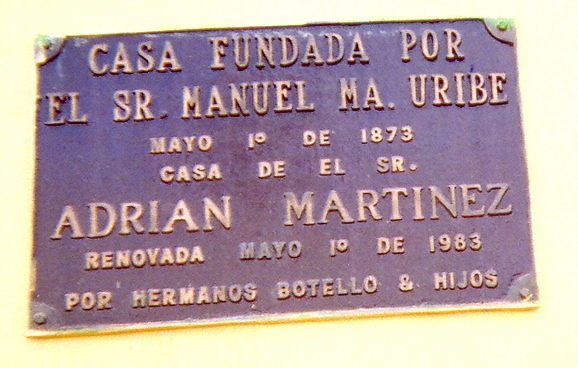 CASA FUNDADA POR
EL SR. MANUEL MA. URIBE
MAYO 1º DE 1873
CASA DE EL SR.
ADRIAN MARTINEZ
RENOVADA MAYO 1º DE 1983
POR HERMANOS BOTELLO & HIJOS